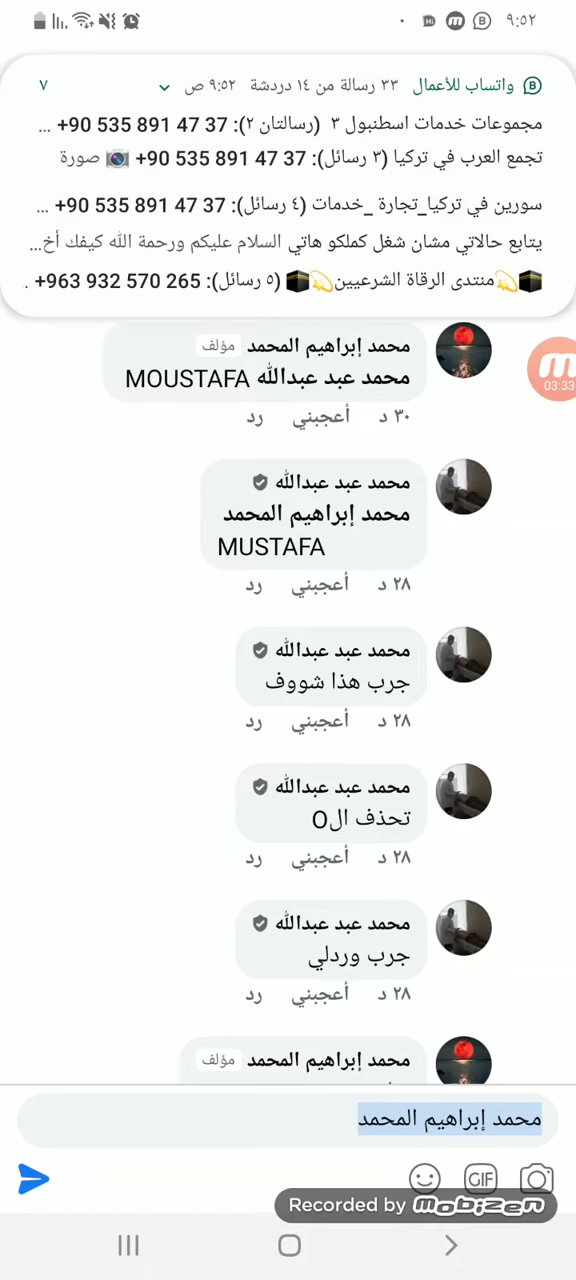 ٩:٥٢
واتساب للأعمال ٣٣ رسالة من ١٤ دردشة ٩:٥٢ ص ٧
مجموعات خدمات اسطنبول ٣ (رسالتان ٢): ‎+90 535 891 47 37 ...
تجمع العرب في تركيا (٣ رسائل): ‎+90 535 891 47 37 📷 صورة
سورين في تركيا_تجارة _خدمات (٤ رسائل): ‎+90 535 891 47 37 ...
يتابع حالاتي مشان شغل كملكو هاتي السلام عليكم ورحمة الله كيفك أخ...
🕋💫منتدى الرقاة الشرعيين💫🕋 (٥ رسائل): ‎+963 932 570 265 .
03:33
محمد إبراهيم المحمد مؤلف
محمد عبد عبدالله MOUSTAFA
٣٠ د أعجبني رد
محمد عبد عبدالله
محمد إبراهيم المحمد
MUSTAFA
٢٨ د أعجبني رد
محمد عبد عبدالله
جرب هذا شووف
٢٨ د أعجبني رد
محمد عبد عبدالله
تحذف الO
٢٨ د أعجبني رد
محمد عبد عبدالله
جرب وردلي
٢٨ د أعجبني رد
محمد إبراهيم المحمد مؤلف
محمد إبراهيم المحمد
GIF
Recorded by mobizen